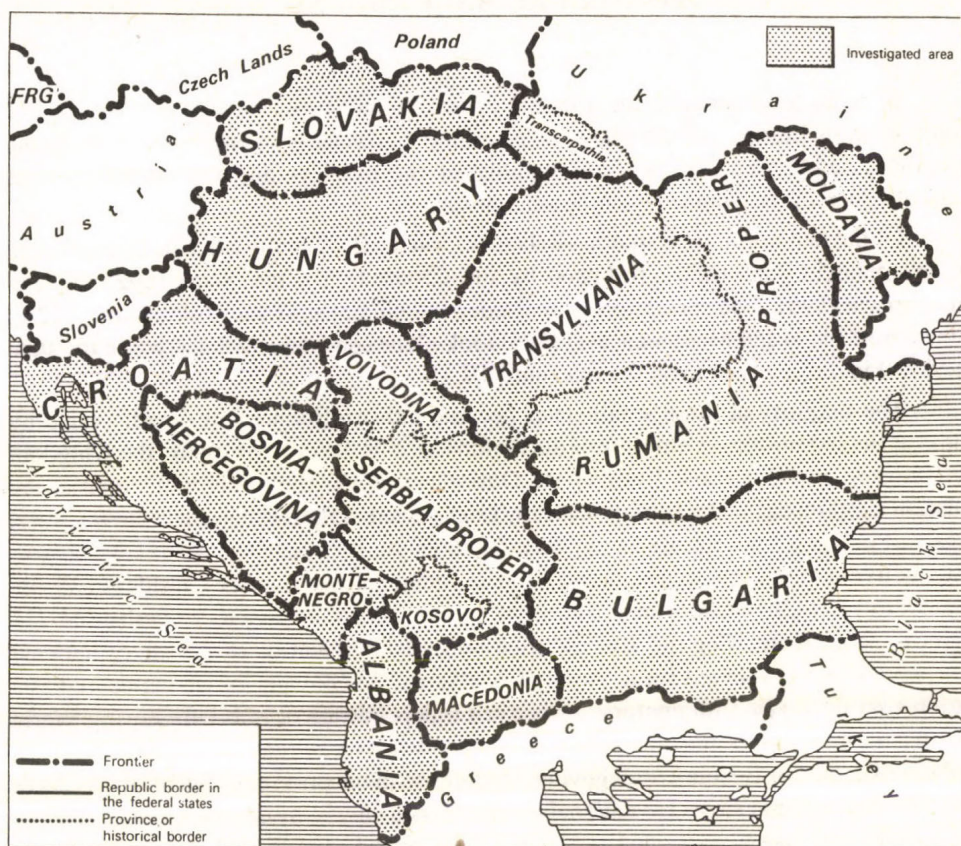 Poland
Investigated area
Czech Lands
FRG
Ukraine
SLOVAKIA
Transcarpathia
Austria
HUNGARY
MOLDAVIA
RUMANIA PROPER
TRANSYLVANIA
Slovenia
CROATIA
VOIVODINA
BOSNIA-
HERCEGOVINA
SERBIA PROPER
Adriatic Sea
Black Sea
MONTE-
NEGRO
KOSOVO
BULGARIA
ALBANIA
MACEDONIA
Turkey
Greece
Frontier
Republic border in
the federal states
Province or
historical border